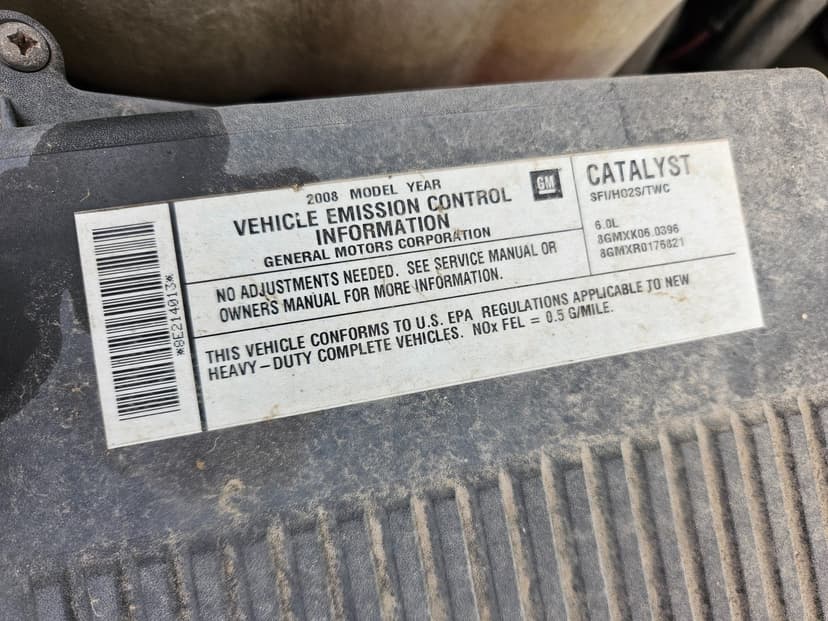 *8E214013*
2008 MODEL YEAR
VEHICLE EMISSION CONTROL
INFORMATION
GENERAL MOTORS CORPORATION
GM
CATALYST
SFI/HO2S/TWC
6.0L
8GMXK06.0396
8GMXR0176821
NO ADJUSTMENTS NEEDED. SEE SERVICE MANUAL OR
OWNERS MANUAL FOR MORE INFORMATION.
THIS VEHICLE CONFORMS TO U.S. EPA REGULATIONS APPLICABLE TO NEW
HEAVY-DUTY COMPLETE VEHICLES. NOx FEL = 0.5 G/MILE.